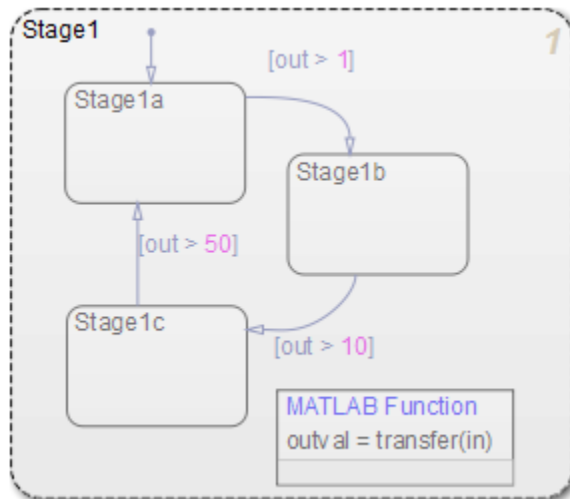 Stage1
1
[out > 1]
Stage1a
Stage1b
[out > 50]
Stage1c
[out > 10]
MATLAB Function
outval = transfer(in)